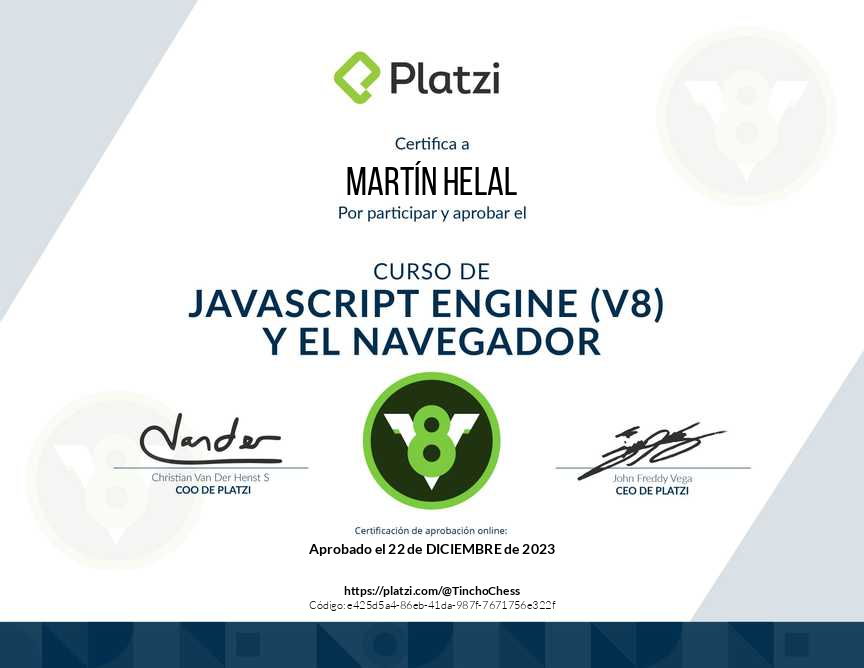 Platzi
Certifica a
MARTÍN HELAL
Por participar y aprobar el
CURSO DE
JAVASCRIPT ENGINE (V8)
Y EL NAVEGADOR
V8
Vander
Christian Van Der Henst S
COO DE PLATZI
John Freddy Vega
CEO DE PLATZI
Certificación de aprobación online:
Aprobado el 22 de DICIEMBRE de 2023
https://platzi.com/@TinchoChess
Código: e425d5a4-86eb-41da-987f-7671756e322f